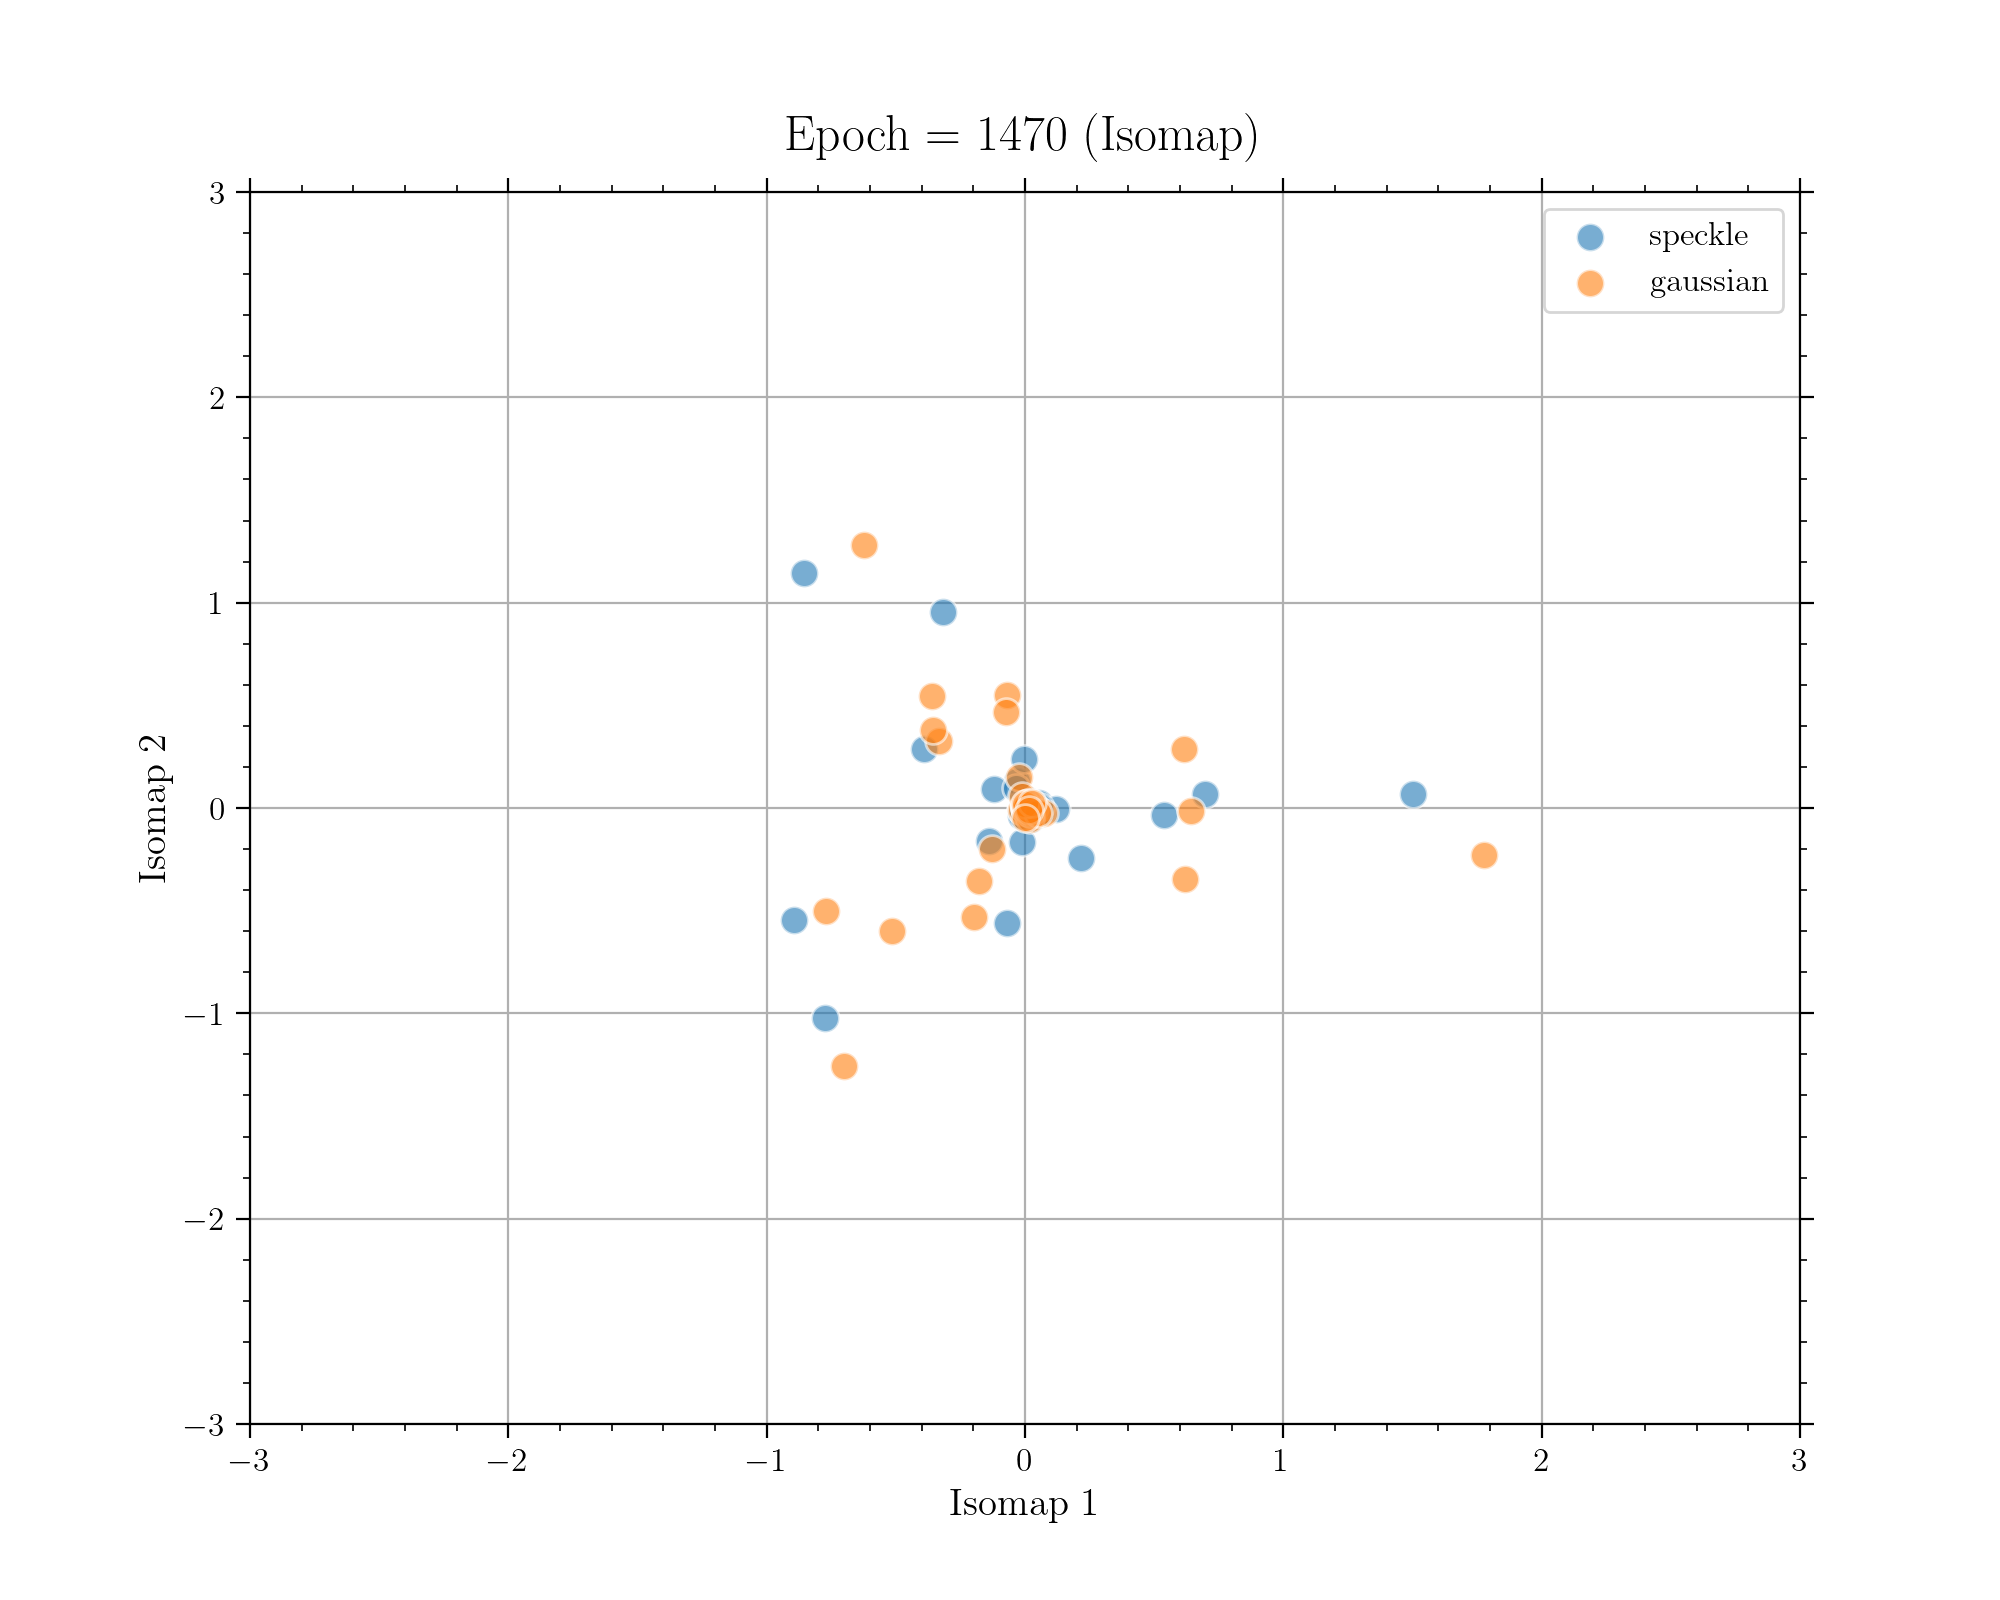 Epoch = 1470 (Isomap)
speckle
gaussian
3
2
1
0
−1
−2
−3
Isomap 2
−3
−2
−1
0
1
2
3
Isomap 1